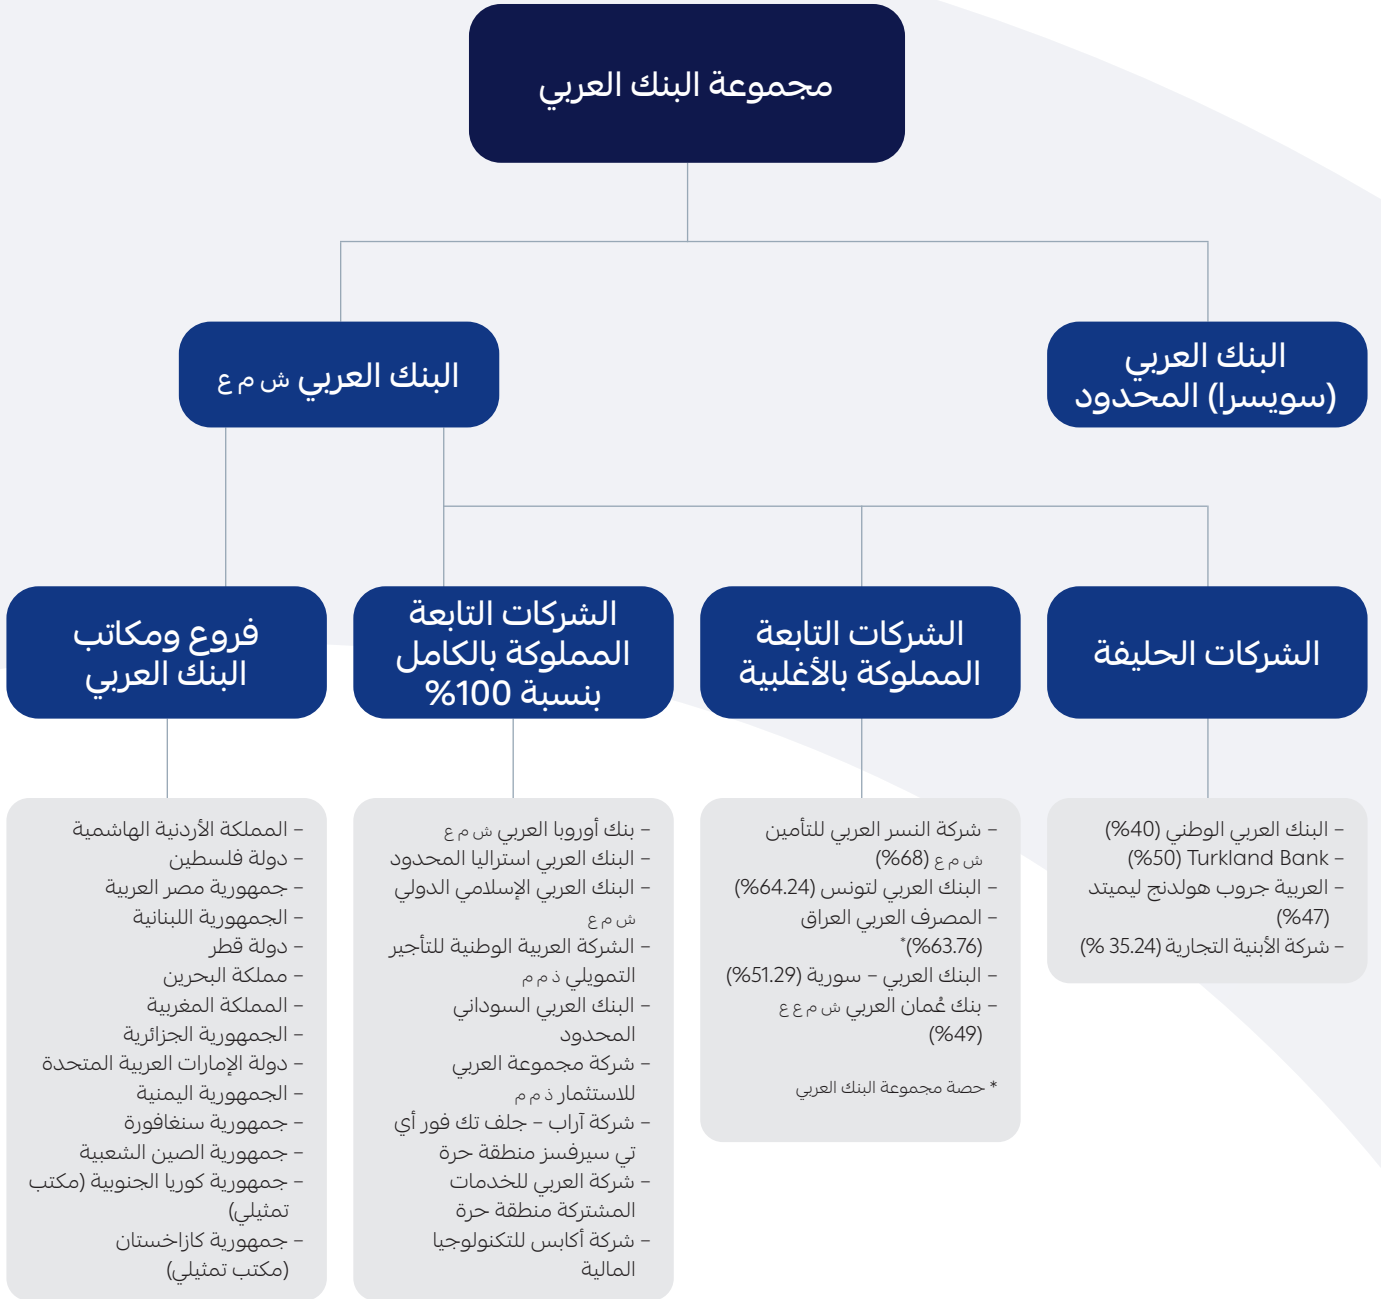 مجموعة البنك العربي
البنك العربي
(سويسرا) المحدود
البنك العربي ش م ع
الشركات الحليفة
الشركات التابعة
المملوكة بالأغلبية
الشركات التابعة
المملوكة بالكامل
بنسبة 100%
فروع ومكاتب
البنك العربي
– البنك العربي الوطني (40%)
– Turkland Bank (50%)
– العربية جروب هولدنج ليميتد
(47%)
– شركة الأبنية التجارية (35.24 %)
– شركة النسر العربي للتأمين
ش م ع (68%)
– البنك العربي لتونس (64.24%)
– المصرف العربي العراق
(63.76%)*
– البنك العربي – سورية (51.29%)
– بنك عُمان العربي ش م ع ع
(49%)
* حصة مجموعة البنك العربي
– بنك أوروبا العربي ش م ع
– البنك العربي استراليا المحدود
– البنك العربي الإسلامي الدولي
ش م ع
– الشركة العربية الوطنية للتأجير
التمويلي ذ م م
– البنك العربي السوداني
المحدود
– شركة مجموعة العربي
للاستثمار ذ م م
– شركة آراب – جلف تك فور أي
تي سيرفسز منطقة حرة
– شركة العربي للخدمات
المشتركة منطقة حرة
– شركة أكابس للتكنولوجيا
المالية
– المملكة الأردنية الهاشمية
– دولة فلسطين
– جمهورية مصر العربية
– الجمهورية اللبنانية
– دولة قطر
– مملكة البحرين
– المملكة المغربية
– الجمهورية الجزائرية
– دولة الإمارات العربية المتحدة
– الجمهورية اليمنية
– جمهورية سنغافورة
– جمهورية الصين الشعبية
– جمهورية كوريا الجنوبية (مكتب
تمثيلي)
– جمهورية كازاخستان
(مكتب تمثيلي)